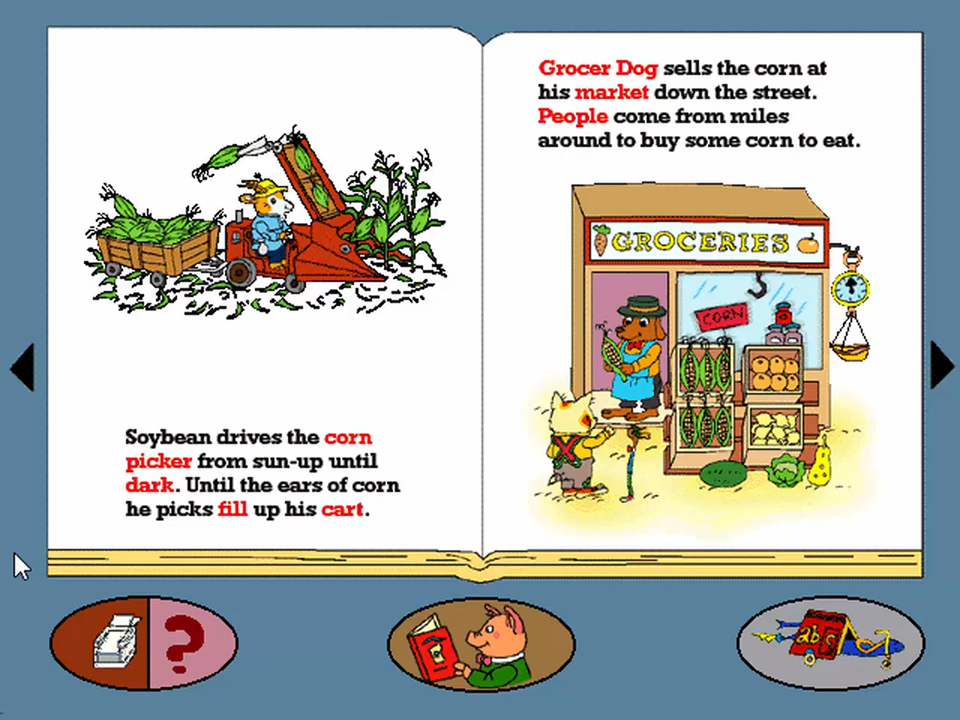 Soybean drives the corn
picker from sun-up until
dark. Until the ears of corn
he picks fill up his cart.
Grocer Dog sells the corn at
his market down the street.
People come from miles
around to buy some corn to eat.
GROCERIES
CORN
?